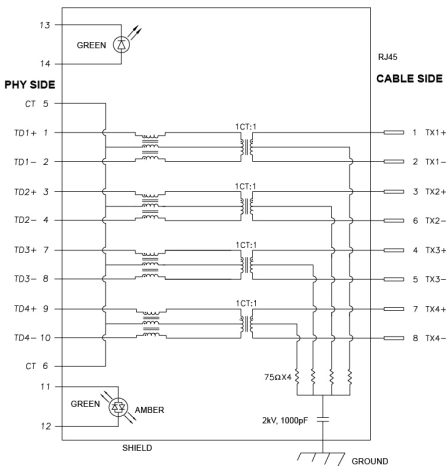 13
GREEN
14
RJ45
PHY SIDE
CABLE SIDE
CT 5
1CT:1
TD1+ 1
1 TX1+
TD1- 2
2 TX1-
1CT:1
TD2+ 3
3 TX2+
TD2- 4
6 TX2-
1CT:1
TD3+ 7
4 TX3+
TD3- 8
5 TX3-
1CT:1
TD4+ 9
7 TX4+
TD4- 10
8 TX4-
CT 6
75ΩX4
11
GREEN
AMBER
12
2kV, 1000pF
SHIELD
GROUND